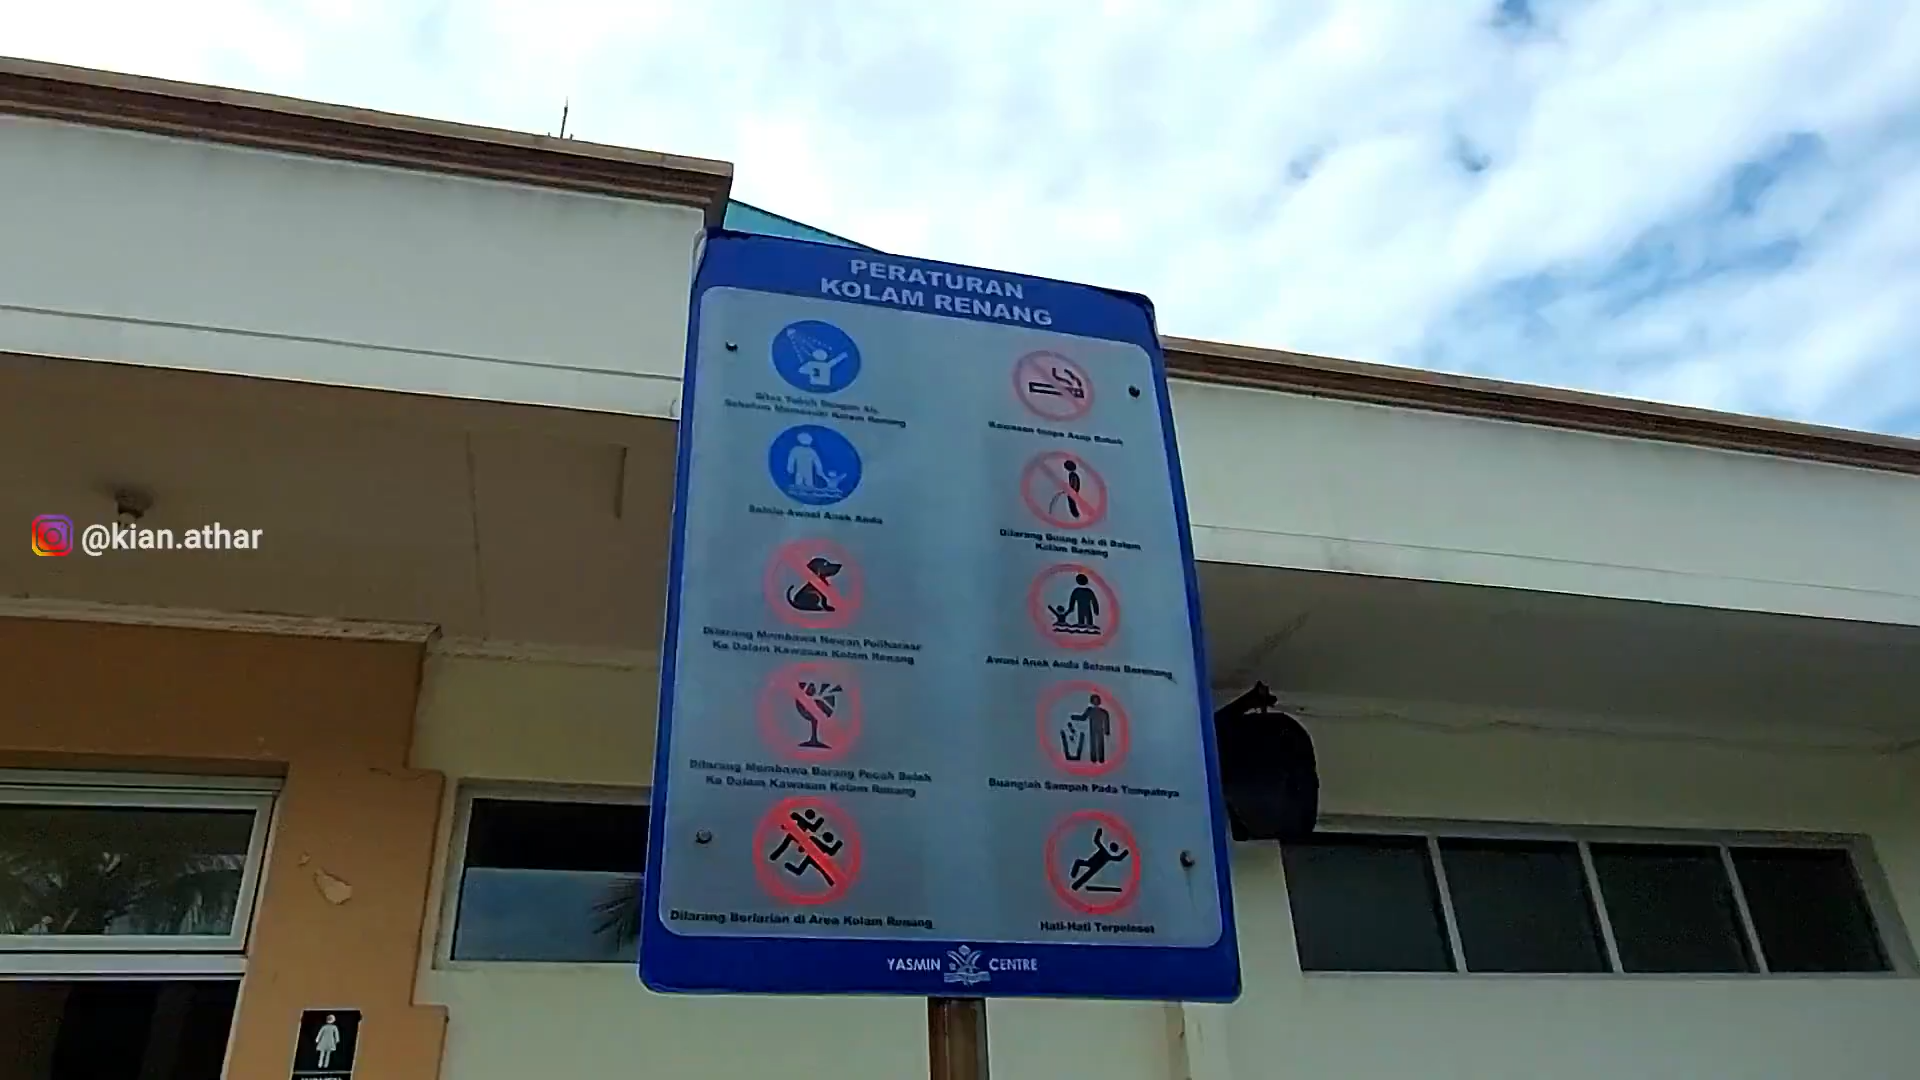 PERATURAN
KOLAM RENANG
Bilas Tubuh Dengan Air
Sebelum Memasuki Kolam Renang
Kawasan tanpa Asap Rokok
Selalu Awasi Anak Anda
Dilarang Buang Air di Dalam
Kolam Renang
Dilarang Membawa Hewan Peliharaan
Ke Dalam Kawasan Kolam Renang
Awasi Anak Anda Selama Berenang
Dilarang Membawa Barang Pecah Belah
Ke Dalam Kawasan Kolam Renang
Buanglah Sampah Pada Tempatnya
Dilarang Berlarian di Area Kolam Renang
Hati-Hati Terpeleset
YASMIN CENTRE
@kian.athar